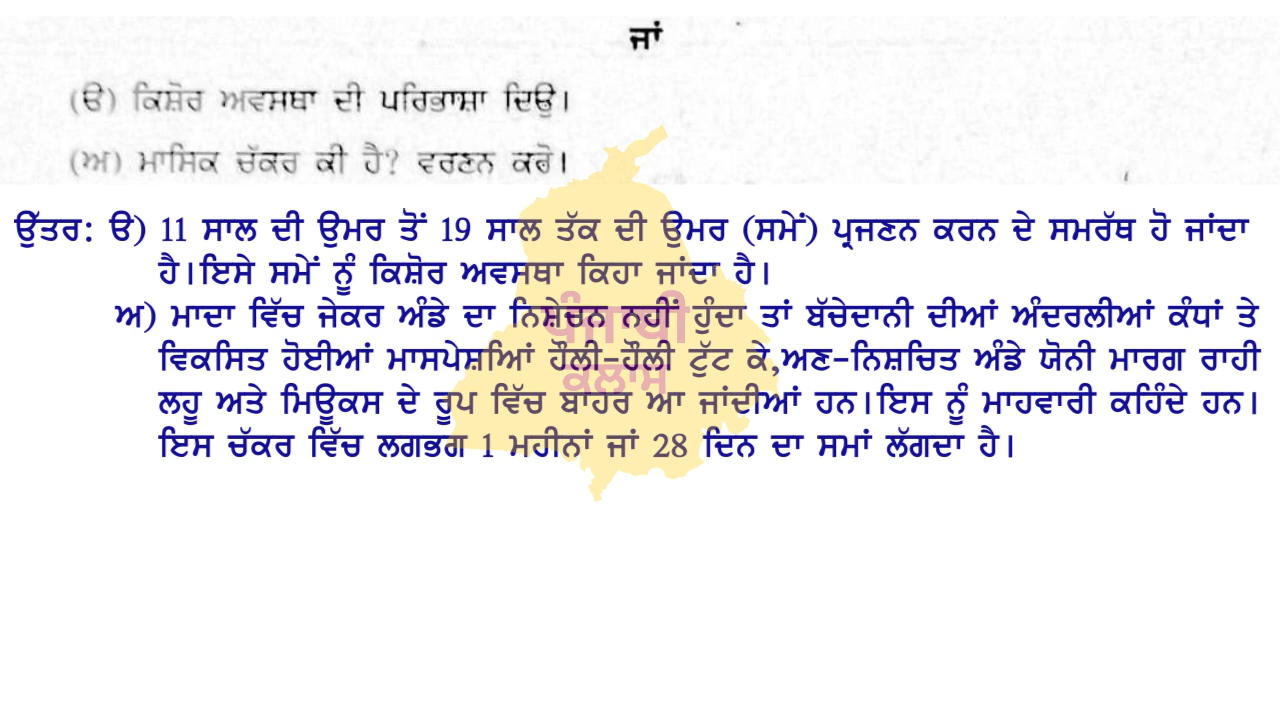 ਜਾਂ
(ੳ) ਕਿਸ਼ੋਰ ਅਵਸਥਾ ਦੀ ਪਰਿਭਾਸ਼ਾ ਦਿਉ।
(ਅ) ਮਾਸਿਕ ਚੱਕਰ ਕੀ ਹੈ? ਵਰਣਨ ਕਰੋ।
ਉੱਤਰ: ੳ) 11 ਸਾਲ ਦੀ ਉਮਰ ਤੋਂ 19 ਸਾਲ ਤੱਕ ਦੀ ਉਮਰ (ਸਮੇਂ) ਪ੍ਰਜਣਨ ਕਰਨ ਦੇ ਸਮਰੱਥ ਹੋ ਜਾਂਦਾ
ਹੈ।ਇਸੇ ਸਮੇਂ ਨੂੰ ਕਿਸ਼ੋਰ ਅਵਸਥਾ ਕਿਹਾ ਜਾਂਦਾ ਹੈ।
ਅ) ਮਾਦਾ ਵਿੱਚ ਜੇਕਰ ਅੰਡੇ ਦਾ ਨਿਸ਼ੇਚਨ ਨਹੀਂ ਹੁੰਦਾ ਤਾਂ ਬੱਚੇਦਾਨੀ ਦੀਆਂ ਅੰਦਰਲੀਆਂ ਕੰਧਾਂ ਤੇ
ਵਿਕਸਿਤ ਹੋਈਆਂ ਮਾਸਪੇਸ਼ਆਿਂ ਹੌਲੀ-ਹੌਲੀ ਟੁੱਟ ਕੇ,ਅਣ-ਨਿਸ਼ਚਿਤ ਅੰਡੇ ਯੋਨੀ ਮਾਰਗ ਰਾਹੀ
ਲਹੂ ਅਤੇ ਮਿਊਕਸ ਦੇ ਰੂਪ ਵਿੱਚ ਬਾਹਰ ਆ ਜਾਂਦੀਆਂ ਹਨ।ਇਸ ਨੂੰ ਮਾਹਵਾਰੀ ਕਹਿੰਦੇ ਹਨ।
ਇਸ ਚੱਕਰ ਵਿੱਚ ਲਗਭਗ 1 ਮਹੀਨਾਂ ਜਾਂ 28 ਦਿਨ ਦਾ ਸਮਾਂ ਲੱਗਦਾ ਹੈ।
ਪੰਜਾਬੀ
ਕਲਾਸ